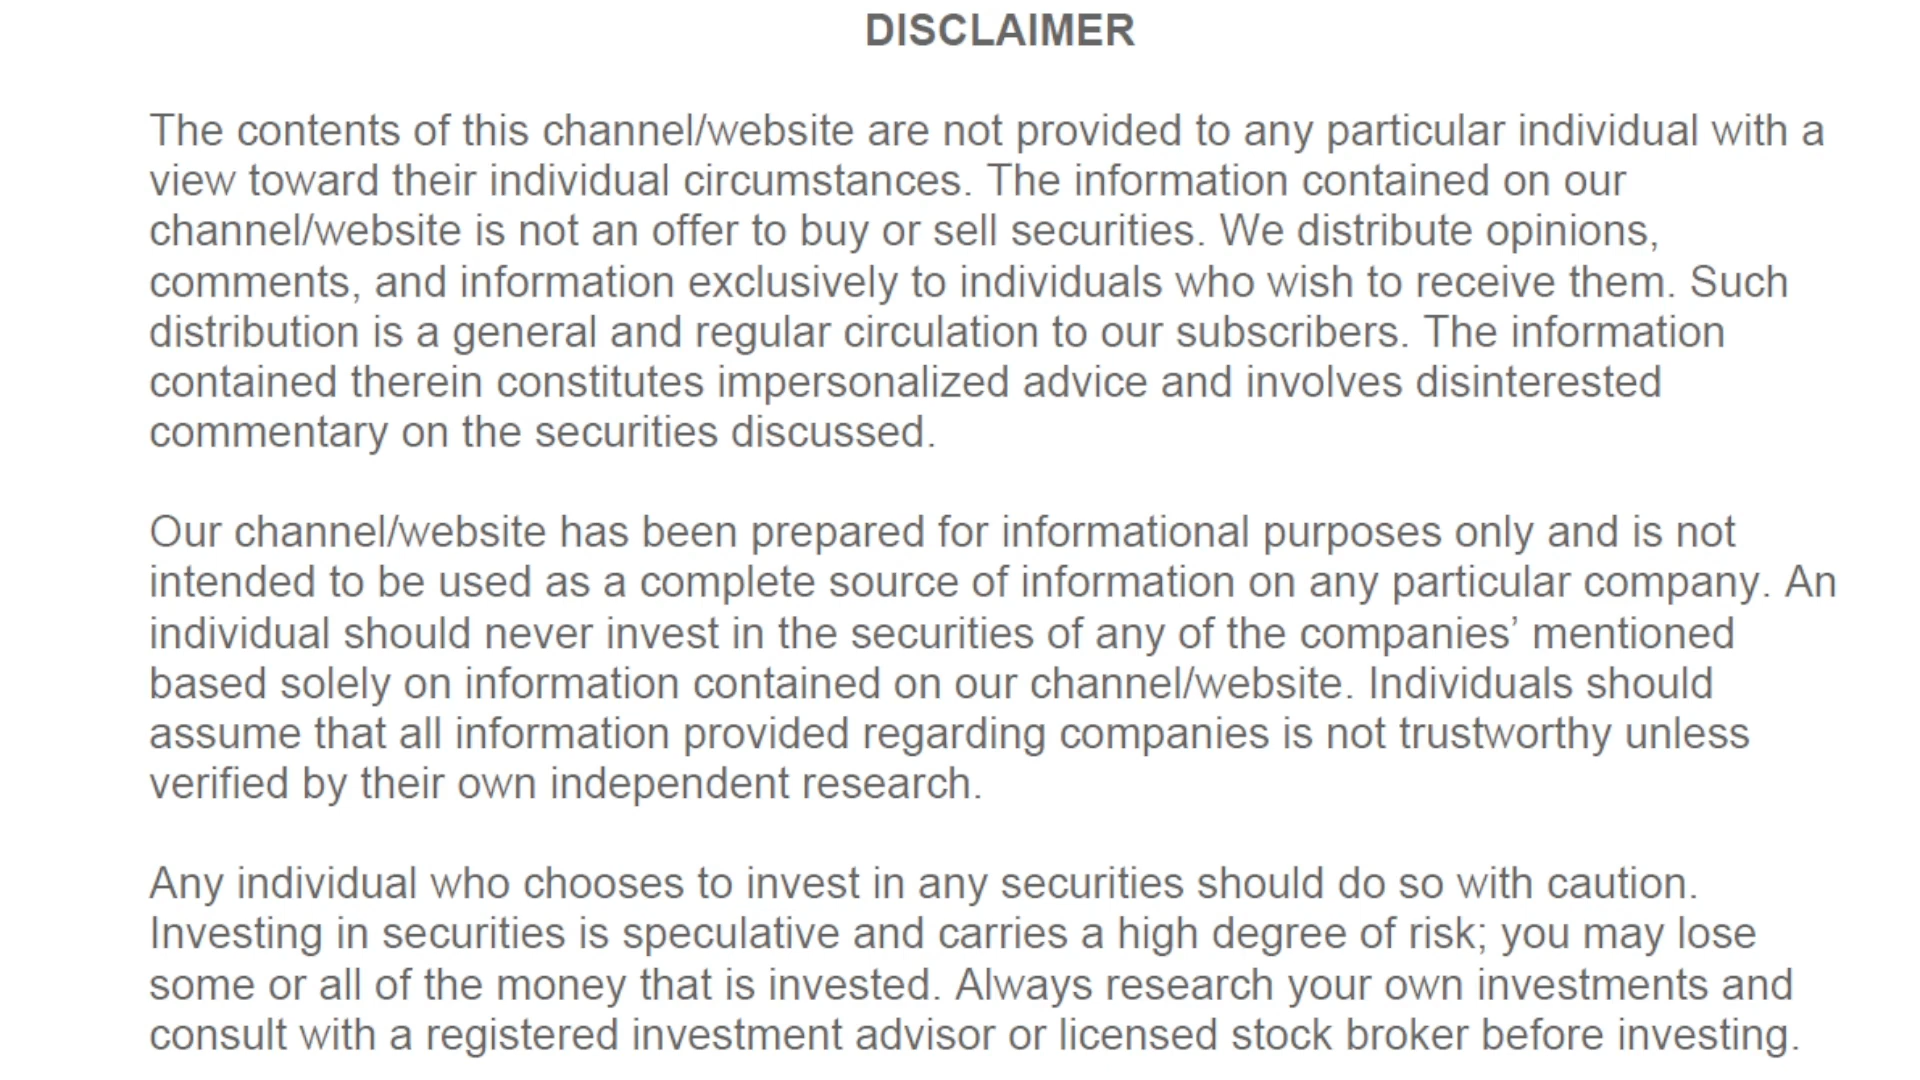 DISCLAIMER
The contents of this channel/website are not provided to any particular individual with a
view toward their individual circumstances. The information contained on our
channel/website is not an offer to buy or sell securities. We distribute opinions,
comments, and information exclusively to individuals who wish to receive them. Such
distribution is a general and regular circulation to our subscribers. The information
contained therein constitutes impersonalized advice and involves disinterested
commentary on the securities discussed.
Our channel/website has been prepared for informational purposes only and is not
intended to be used as a complete source of information on any particular company. An
individual should never invest in the securities of any of the companies’ mentioned
based solely on information contained on our channel/website. Individuals should
assume that all information provided regarding companies is not trustworthy unless
verified by their own independent research.
Any individual who chooses to invest in any securities should do so with caution.
Investing in securities is speculative and carries a high degree of risk; you may lose
some or all of the money that is invested. Always research your own investments and
consult with a registered investment advisor or licensed stock broker before investing.